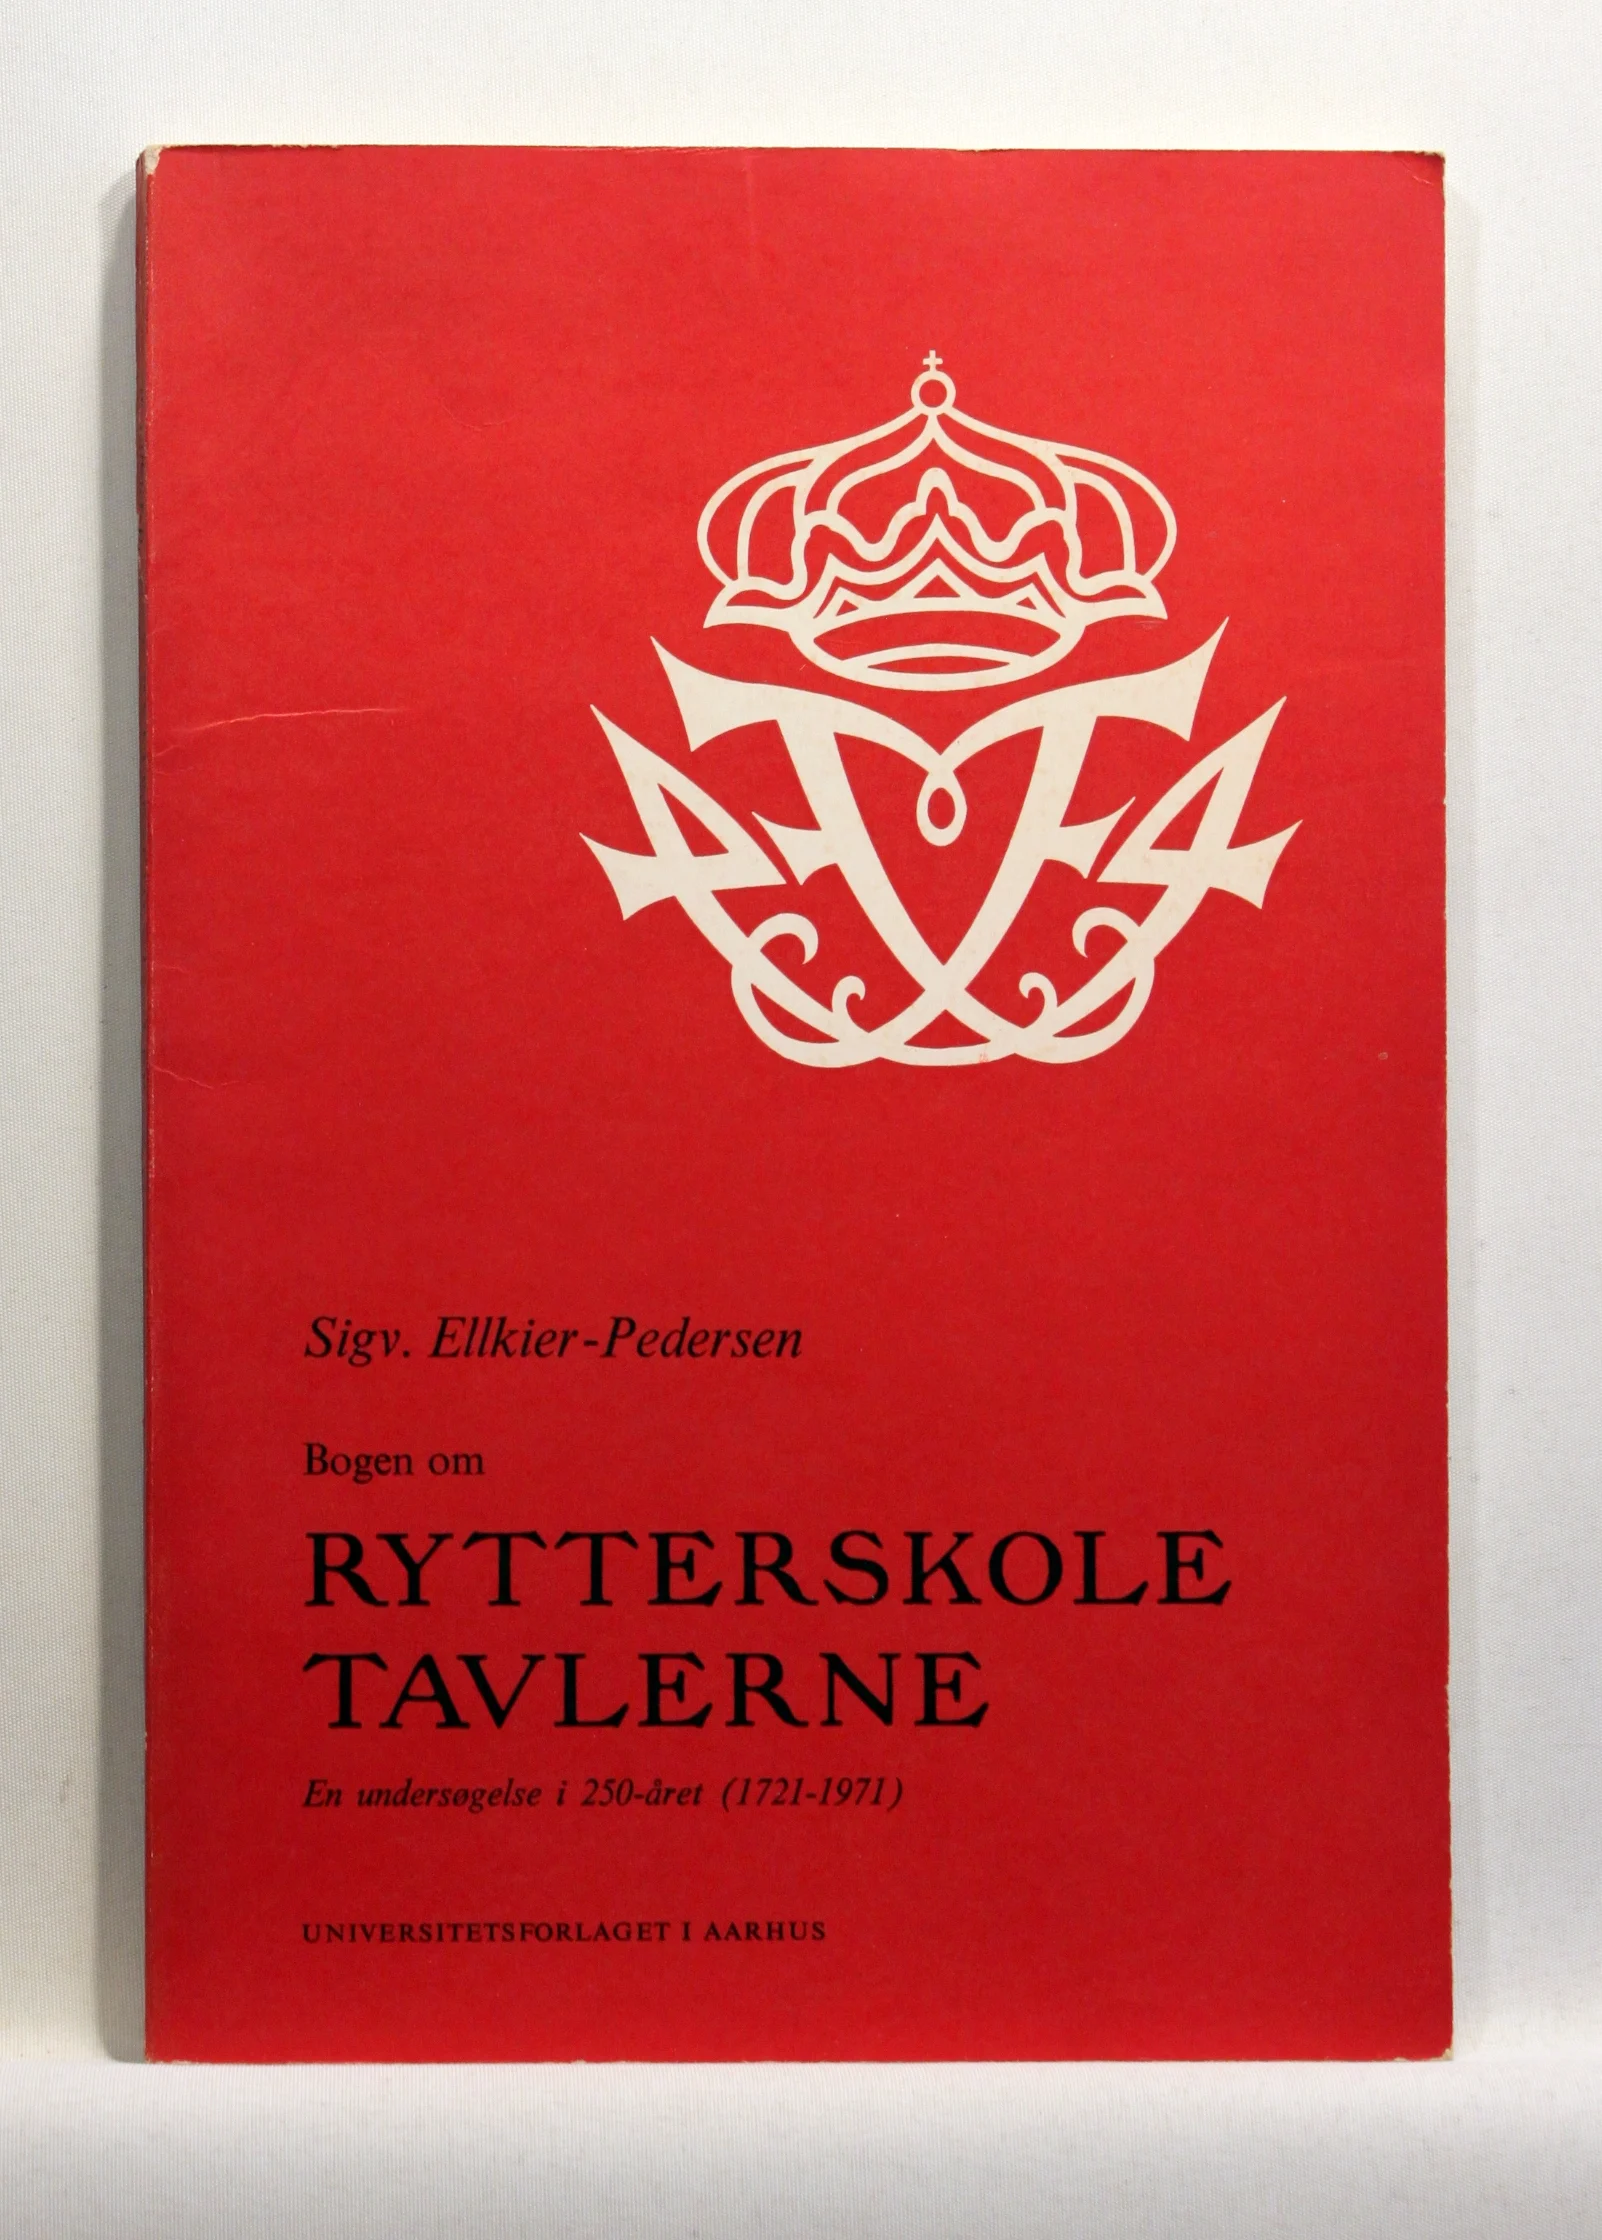 Sigv. Ellkier-Pedersen
Bogen om
RYTTERSKOLE
TAVLERNE
En undersøgelse i 250-året (1721-1971)
UNIVERSITETSFORLAGET I AARHUS